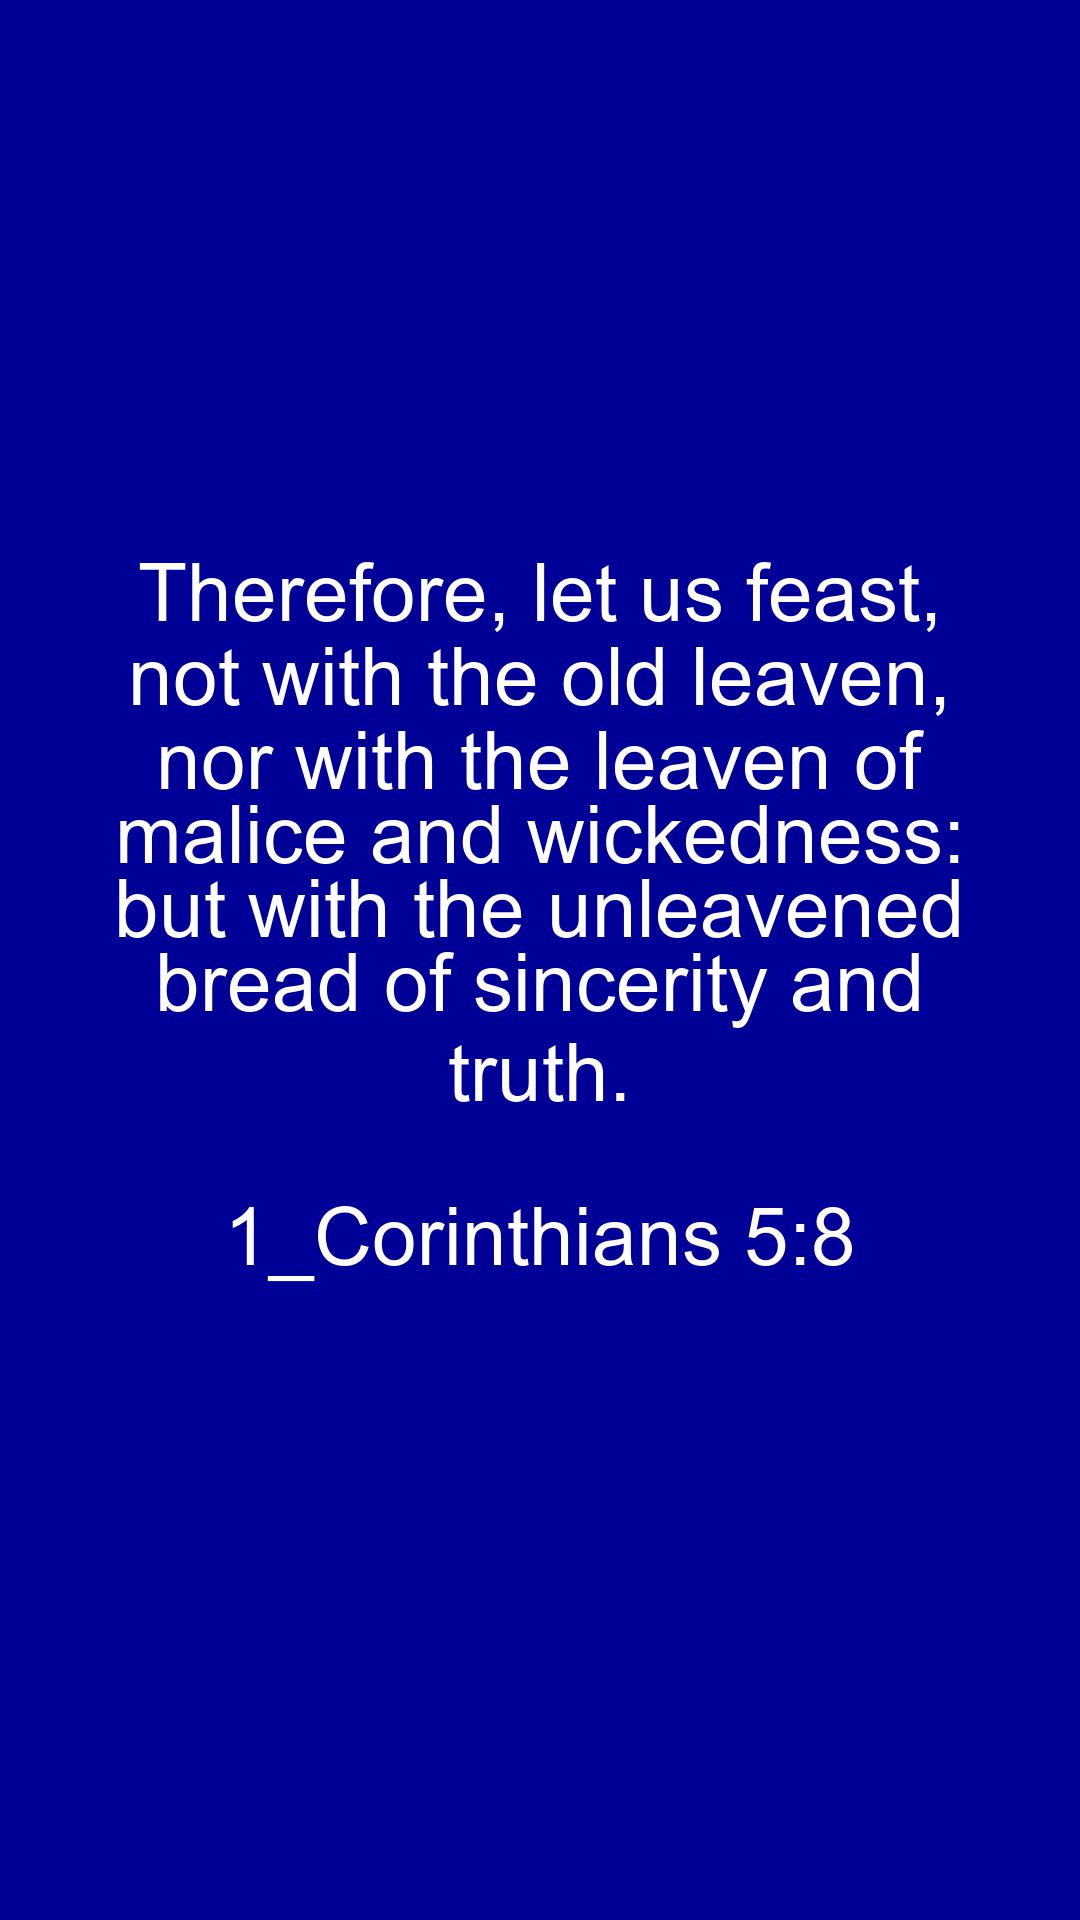 Therefore, let us feast,
not with the old leaven,
nor with the leaven of
malice and wickedness:
but with the unleavened
bread of sincerity and
truth.
1_Corinthians 5:8